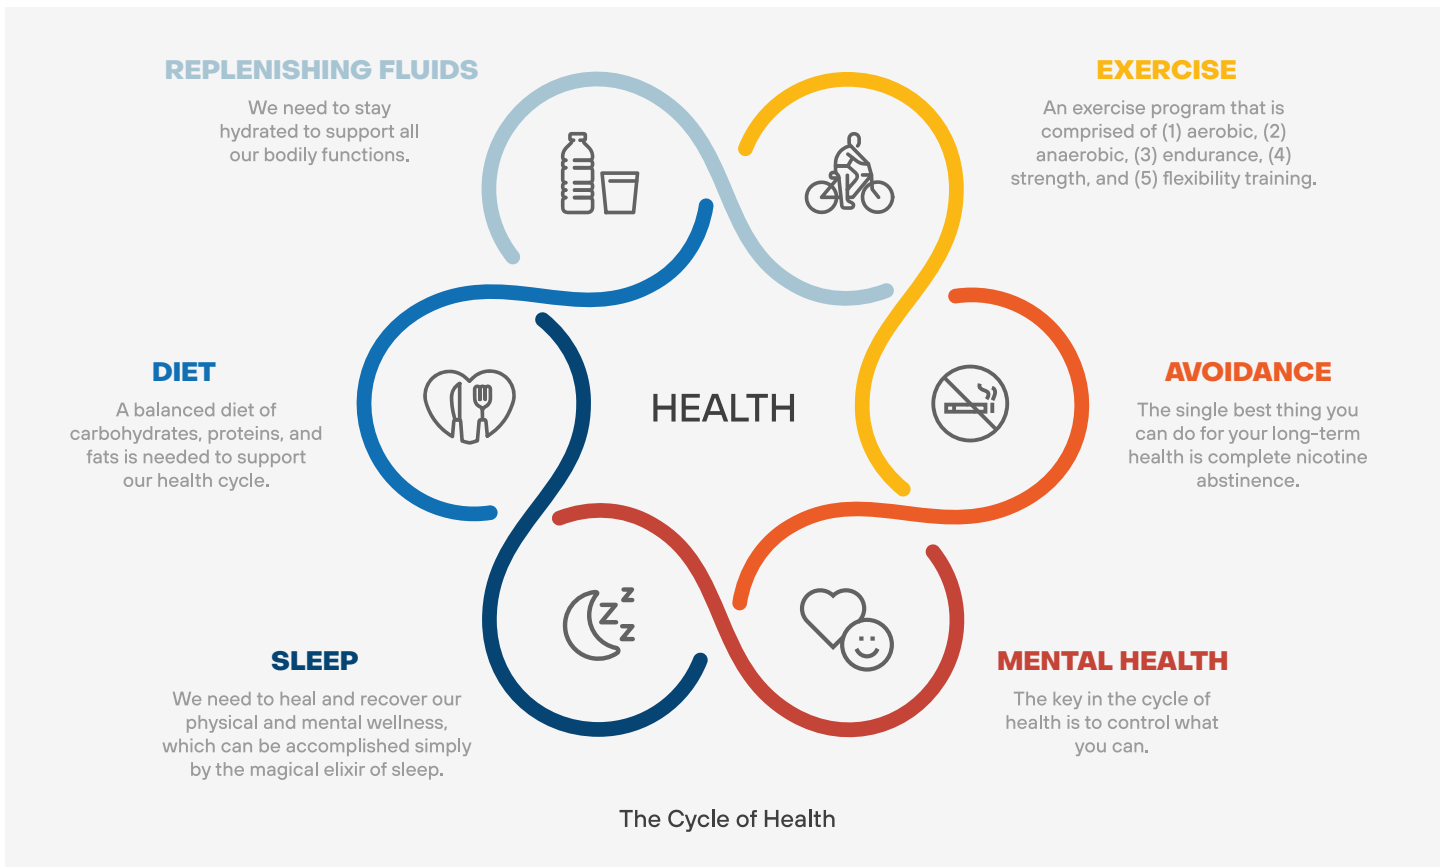 REPLENISHING FLUIDS
We need to stay
hydrated to support all
our bodily functions.
EXERCISE
An exercise program that is
comprised of (1) aerobic, (2)
anaerobic, (3) endurance, (4)
strength, and (5) flexibility training.
DIET
A balanced diet of
carbohydrates, proteins, and
fats is needed to support
our health cycle.
HEALTH
AVOIDANCE
The single best thing you
can do for your long-term
health is complete nicotine
abstinence.
z
Z
z
SLEEP
We need to heal and recover our
physical and mental wellness,
which can be accomplished simply
by the magical elixir of sleep.
MENTAL HEALTH
The key in the cycle of
health is to control what
you can.
The Cycle of Health